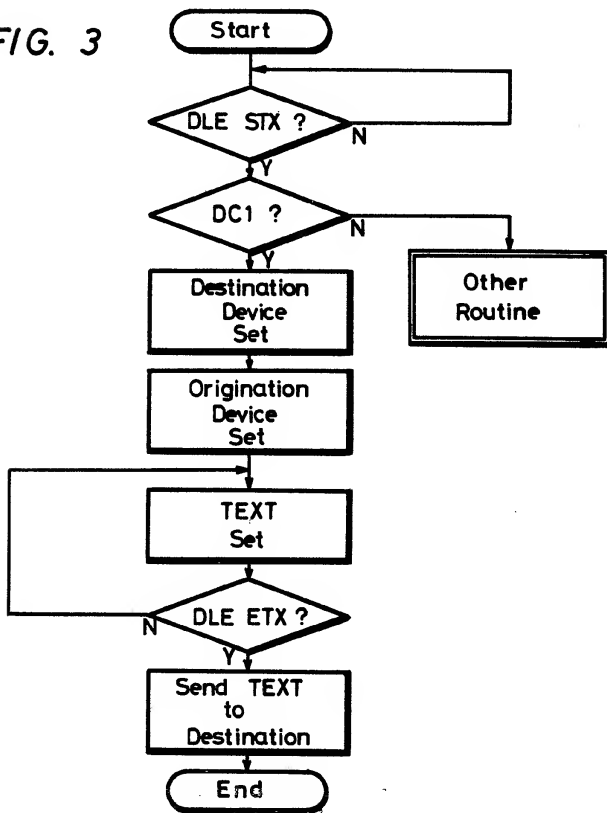 FIG. 3
Start
DLE STX ?
N
Y
DC1 ?
N
Y
Destination
Device
Set
Other
Routine
Origination
Device
Set
TEXT
Set
DLE ETX ?
N
Y
Send TEXT
to
Destination
End